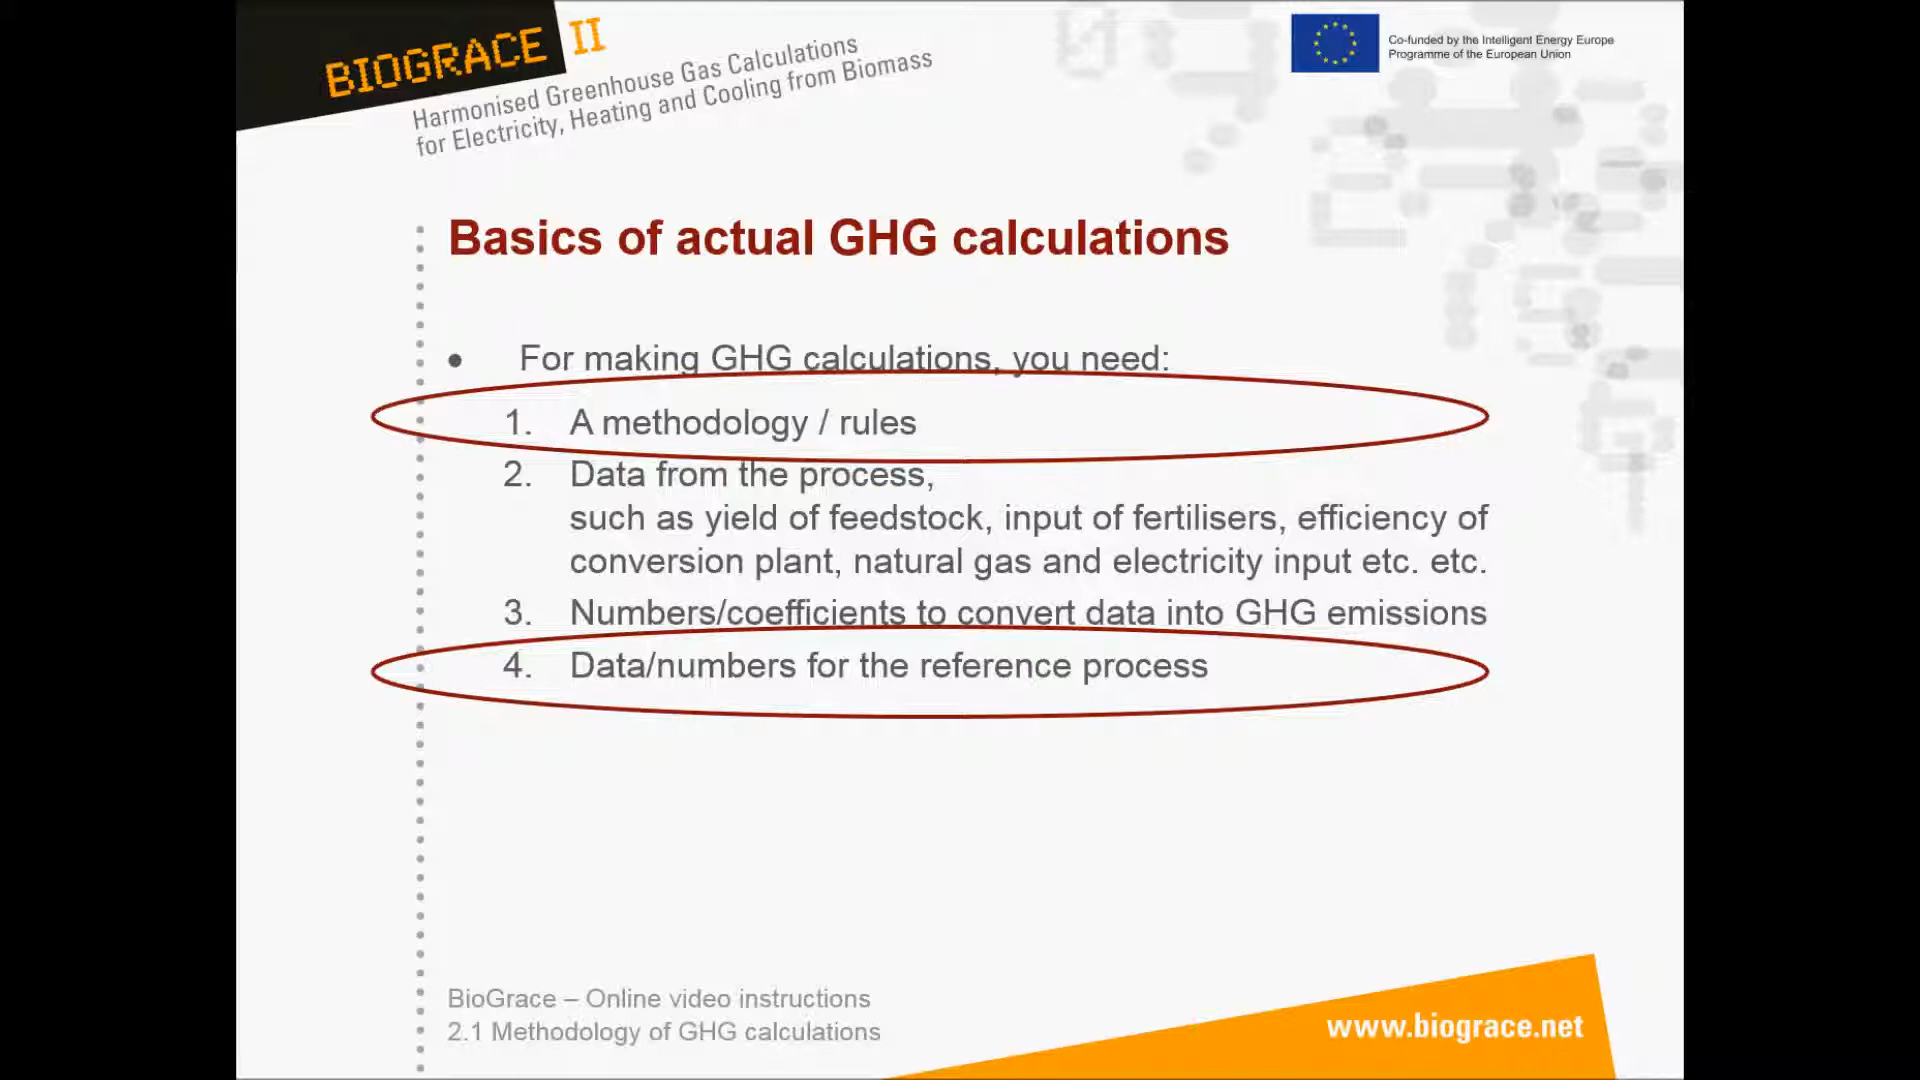 BIOGRACE II
Harmonised Greenhouse Gas Calculations
for Electricity, Heating and Cooling from Biomass
Co-funded by the Intelligent Energy Europe
Programme of the European Union
Basics of actual GHG calculations
• For making GHG calculations, you need:
1. A methodology / rules
2. Data from the process,
such as yield of feedstock, input of fertilisers, efficiency of
conversion plant, natural gas and electricity input etc. etc.
3. Numbers/coefficients to convert data into GHG emissions
4. Data/numbers for the reference process
BioGrace – Online video instructions
2.1 Methodology of GHG calculations
www.biograce.net